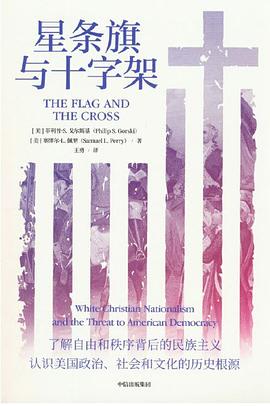 星条旗
与十字架
THE FLAG AND
THE CROSS
[美] 菲利普·S. 戈尔斯基 (Philip S. Gorski)
[美] 塞缪尔·L. 佩里 (Samuel L. Perry) / 著
王勇 / 译
White Christian Nationalism
and the Threat to American Democracy
了解自由和秩序背后的民族主义
认识美国政治、社会和文化的历史根源
中信出版集团